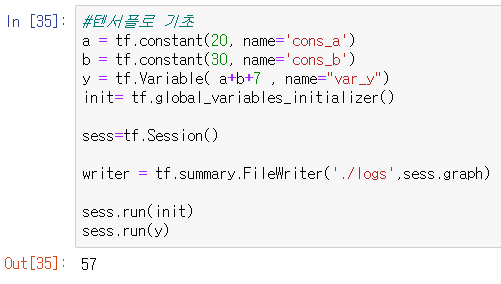 In [35]: #텐서플로 기초
a = tf.constant(20, name='cons_a')
b = tf.constant(30, name='cons_b')
y = tf.Variable( a+b+7 , name="var_y")
init= tf.global_variables_initializer()
sess=tf.Session()
writer = tf.summary.FileWriter('./logs',sess.graph)
sess.run(init)
sess.run(y)
Out[35]: 57